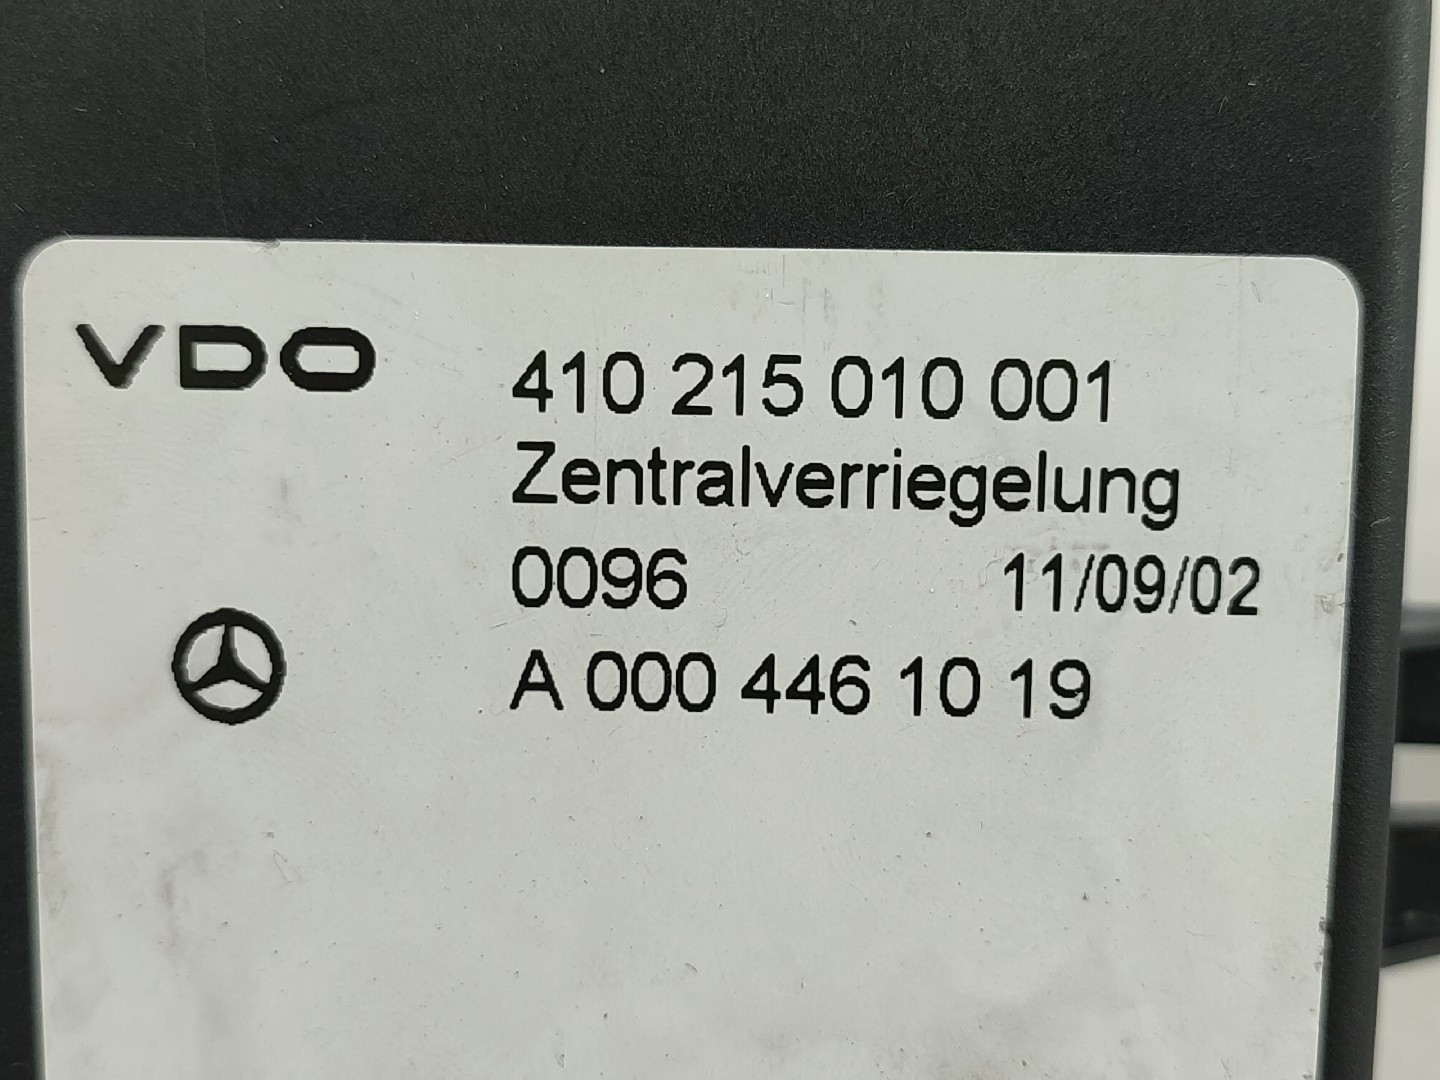 VDO 410 215 010 001
Zentralverriegelung
0096 11/09/02
A 000 446 10 19